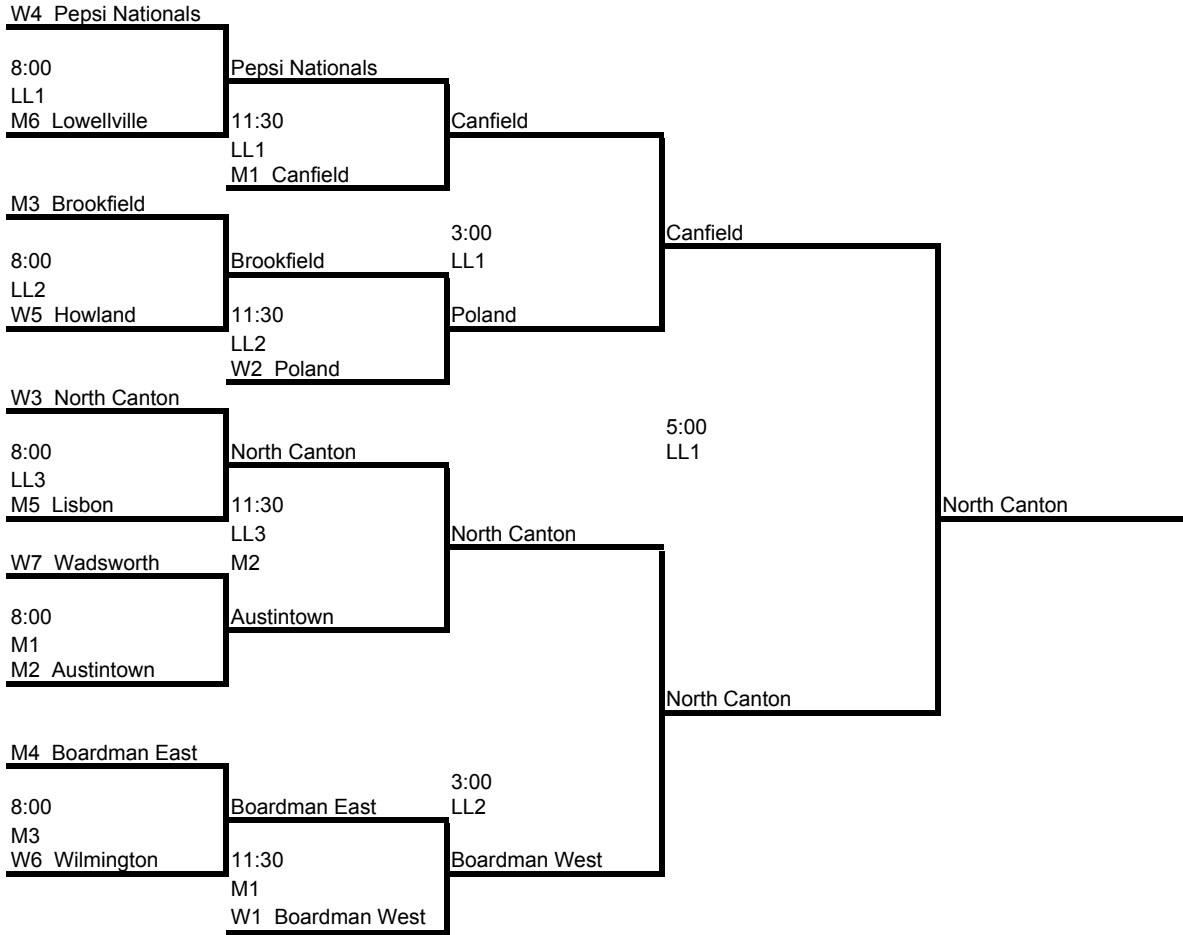 W4 Pepsi Nationals
8:00
LL1
M6 Lowellville
Pepsi Nationals
11:30
LL1
M1 Canfield
Canfield
M3 Brookfield
8:00
LL2
W5 Howland
Brookfield
11:30
LL2
W2 Poland
Poland
3:00
LL1
Canfield
W3 North Canton
8:00
LL3
M5 Lisbon
North Canton
11:30
LL3
M2
W7 Wadsworth
8:00
M1
M2 Austintown
Austintown
North Canton
5:00
LL1
North Canton
M4 Boardman East
8:00
M3
W6 Wilmington
Boardman East
11:30
M1
W1 Boardman West
3:00
LL2
Boardman West
North Canton